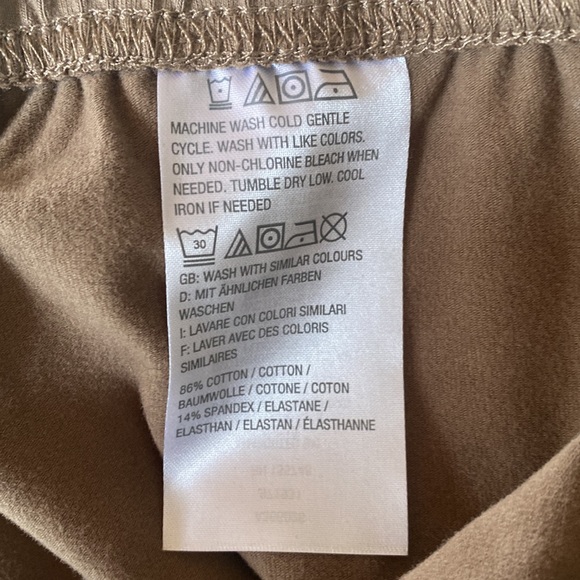 MACHINE WASH COLD GENTLE
CYCLE. WASH WITH LIKE COLORS.
ONLY NON-CHLORINE BLEACH WHEN
NEEDED. TUMBLE DRY LOW. COOL
IRON IF NEEDED
30
GB: WASH WITH SIMILAR COLOURS
D: MIT ÄHNLICHEN FARBEN
WASCHEN
I: LAVARE CON COLORI SIMILARI
F: LAVER AVEC DES COLORIS
SIMILAIRES
86% COTTON / COTTON /
BAUMWOLLE / COTONE / COTON
14% SPANDEX / ELASTANE /
ELASTHAN / ELASTAN / ÉLASTHANNE